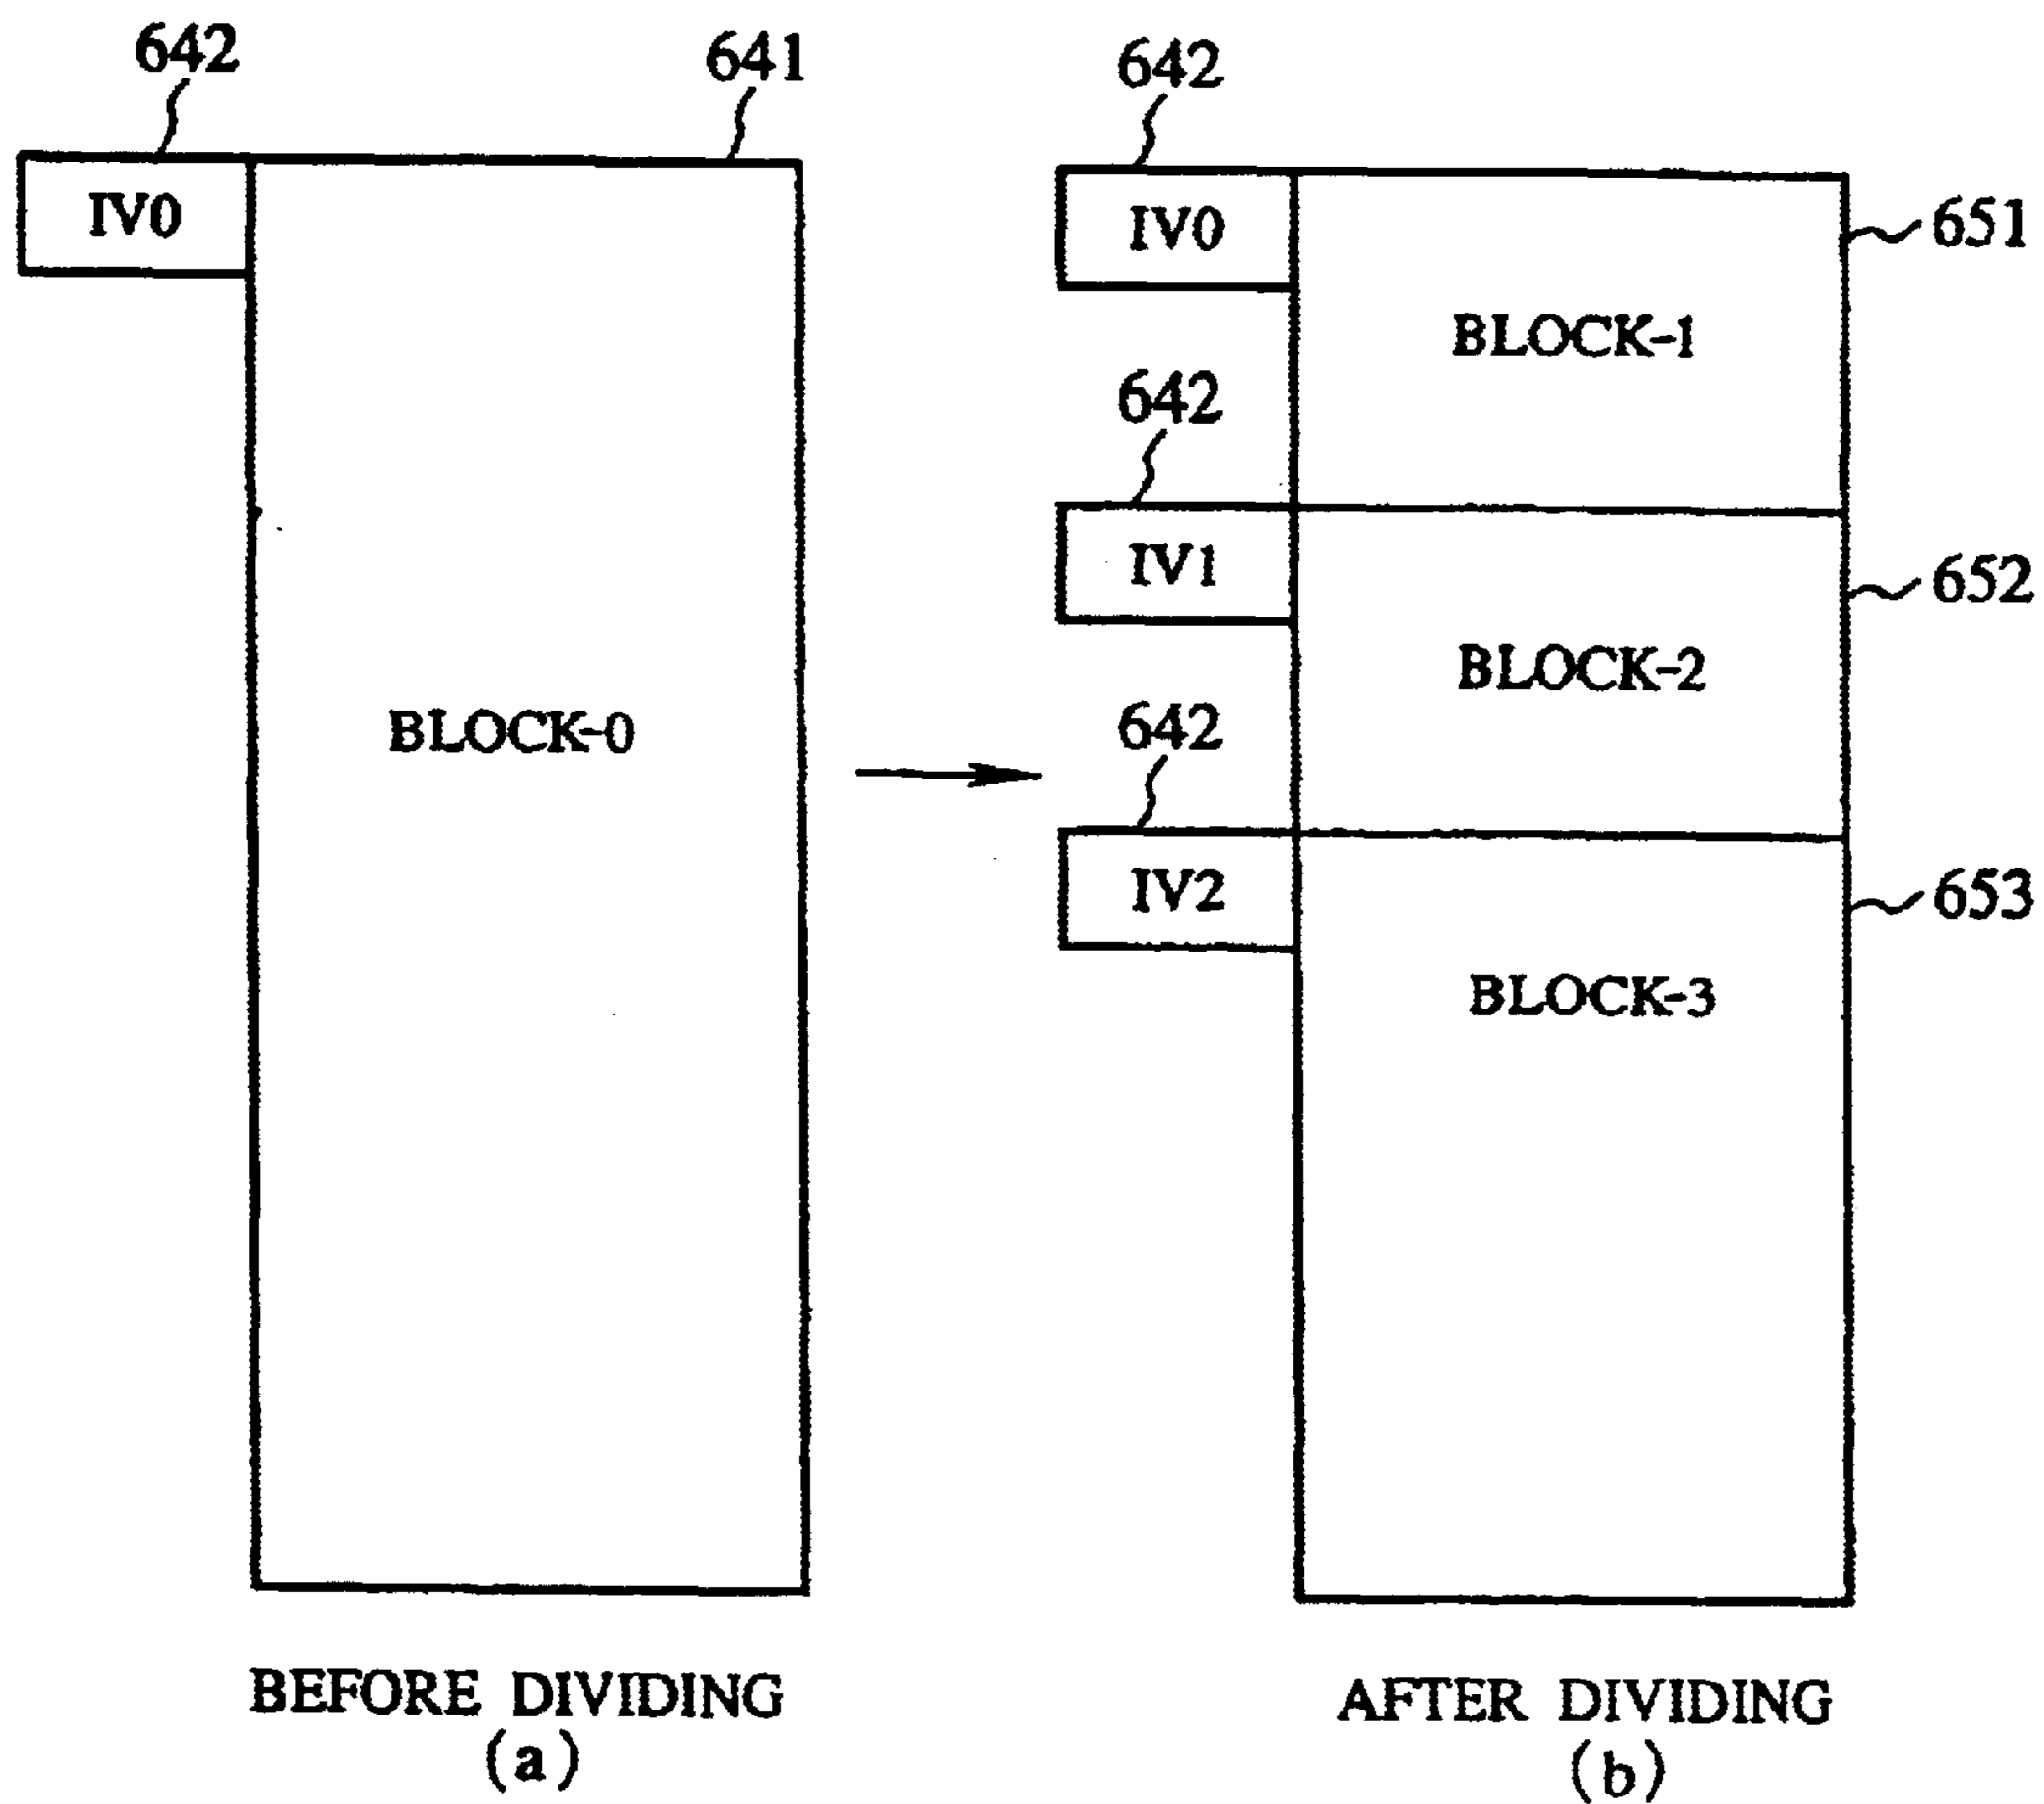 642
641
IV0
BLOCK-0
BEFORE DIVIDING
(a)
642
IV0
651
BLOCK-1
642
IV1
652
BLOCK-2
642
IV2
653
BLOCK-3
AFTER DIVIDING
(b)